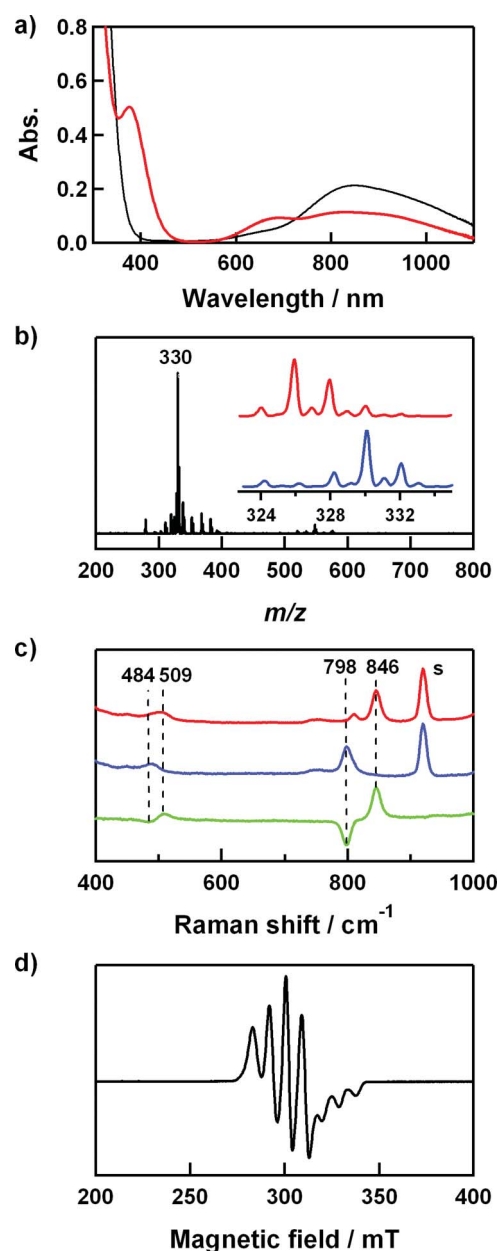 a)
0.8
0.6
0.4
0.2
0.0
Abs.
400 600 800 1000
Wavelength / nm
b)
330
324 328 332
200 300 400 500 600 700 800
m/z
c)
484 509 798 846 s
400 600 800 1000
Raman shift / cm-1
d)
200 250 300 350 400
Magnetic field / mT